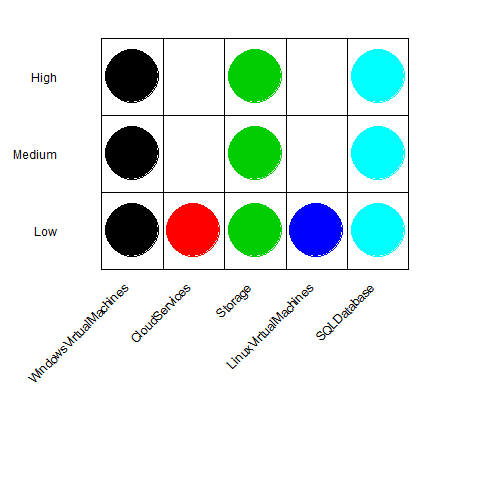 High
Medium
Low
WindowsVirtualMachines
CloudServices
Storage
LinuxVirtualMachines
SQLDatabase